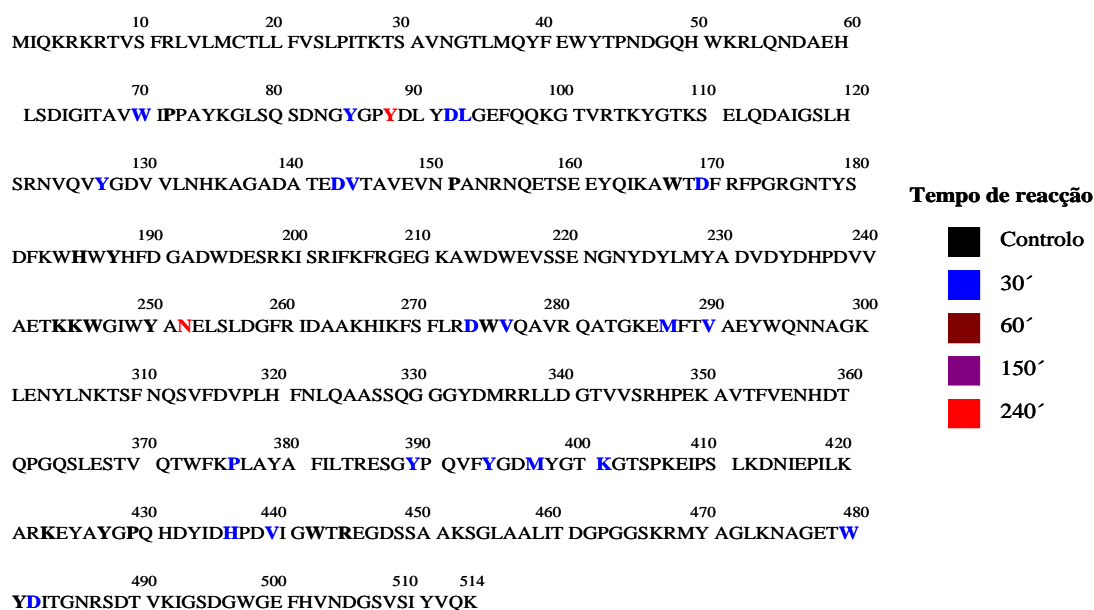 10 20 30 40 50 60
MIQKRKRTVS FRLVLMCTLL FVSLPITKTS AVNGTLMQYF EWYTPNDGQH WKRLQNDAEH
70 80 90 100 110 120
LSDIGITAVW IPPAYKGLSQ SDNGYGPYDL YDLGEFQQKG TVRTKYGTKS ELQDAIGSLH
130 140 150 160 170 180
SRNVQVYGDV VLNHKAGADA TEDVTAVEVN PANRNQETSE EYQIKAWTDF RFPGRGNTYS
190 200 210 220 230 240
DFKWHWYHFD GADWDESRKI SRIFKFRGEG KAWDWEVSSE NGNYDYLMYA DVDYDHPDVV
250 260 270 280 290 300
AETKKWGIWY ANELSLDGFR IDAAKHIKFS FLRDWVQAVR QATGKEMFTV AEYWQNNAGK
310 320 330 340 350 360
LENYLNKTSF NQSVFDVPLH FNLQAASSQG GGYDMRRLLD GTVVSRHPEK AVTFVENHDT
370 380 390 400 410 420
QPGQSLESTV QTWFKPLAYA FILTRESGYP QVFYGDMYGT KGTSPKEIPS LKDNIEPILK
430 440 450 460 470 480
ARKEYAYGPQ HDYIDHPDVI GWTREGDSSA AKSGLAALIT DGPGGSKRMY AGLKNAGETW
490 500 510 514
YDITGNRSDT VKIGSDGWGE FHVNDGSVSI YVQK
Tempo de reacção
Controlo
30´
60´
150´
240´